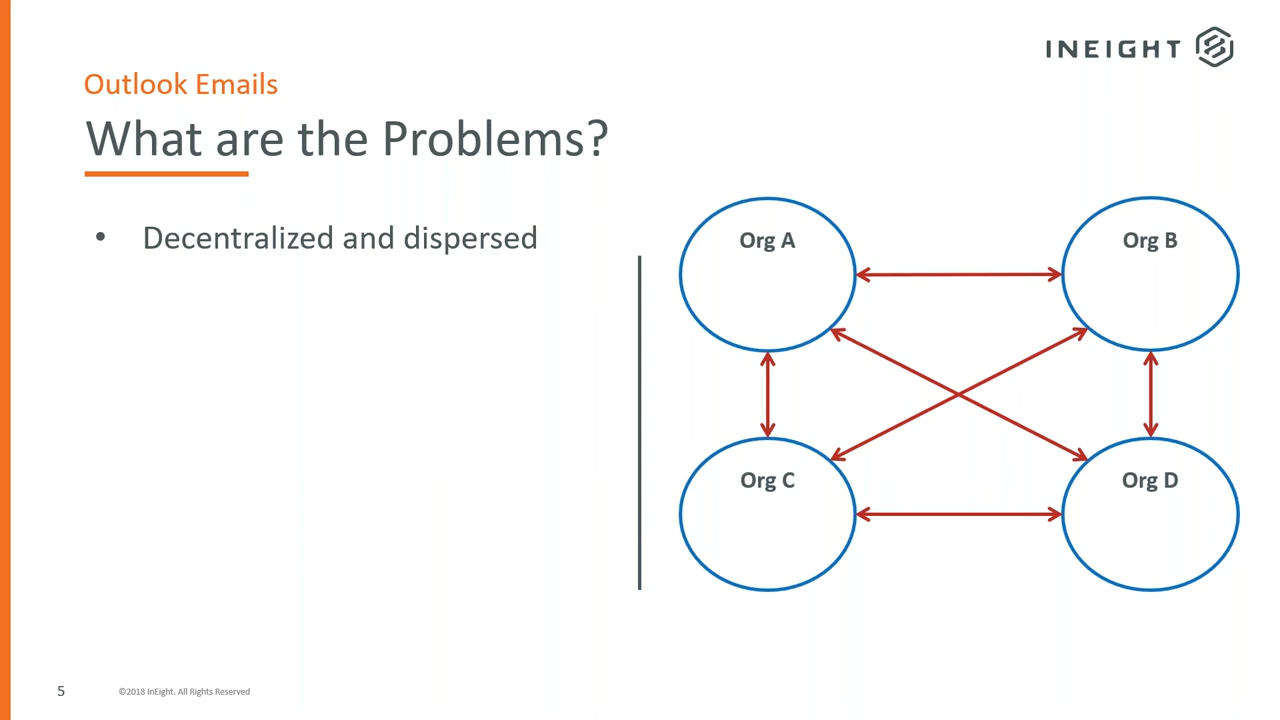 INEIGHT
Outlook Emails
What are the Problems?
• Decentralized and dispersed
Org A
Org B
Org C
Org D
5
©2018 InEight. All Rights Reserved